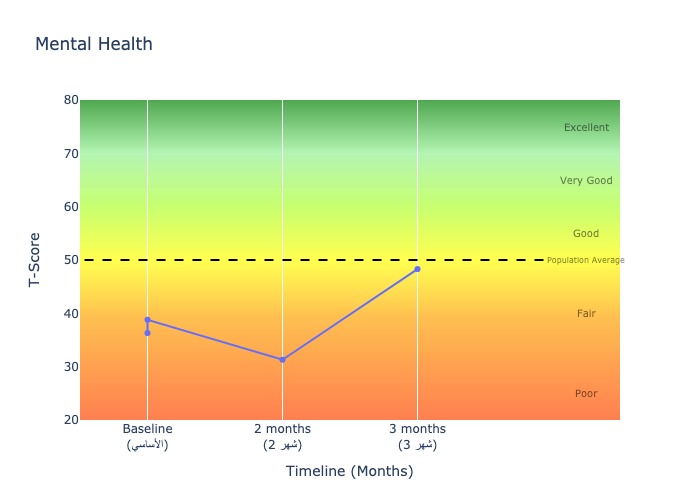 Mental Health
80
70
60
50
40
30
20
T-Score
Excellent
Very Good
Good
Population Average
Fair
Poor
Baseline
(الأساسي)
2 months
(2 شهر)
3 months
(3 شهر)
Timeline (Months)